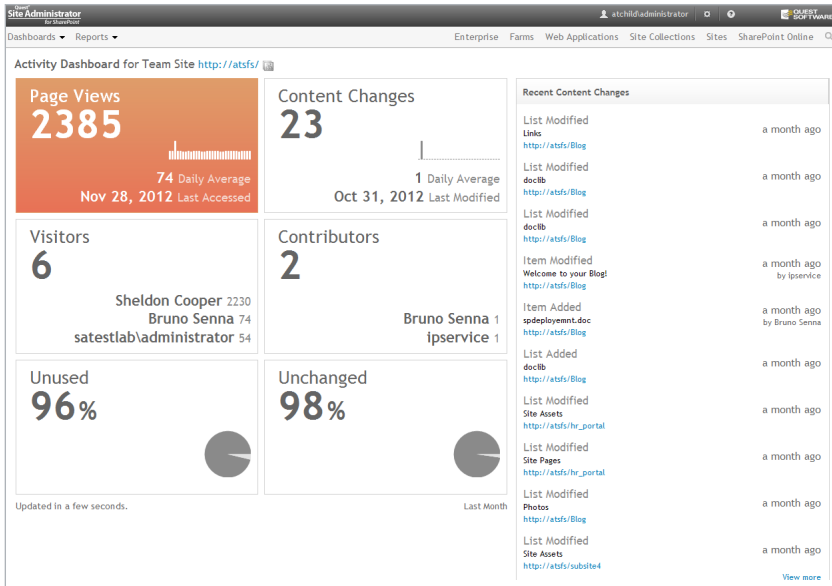 Quest
Site Administrator
for SharePoint
atchild\administrator
QUEST SOFTWARE
Dashboards Reports
Enterprise Farms Web Applications Site Collections Sites SharePoint Online
Activity Dashboard for Team Site http://atsfs/
Page Views
2385
74 Daily Average
Nov 28, 2012 Last Accessed
Content Changes
23
1 Daily Average
Oct 31, 2012 Last Modified
Visitors
6
Sheldon Cooper 2230
Bruno Senna 74
satestlab\administrator 54
Contributors
2
Bruno Senna 1
ipservice 1
Unused
96%
Unchanged
98%
Updated in a few seconds.
Last Month
Recent Content Changes
List Modified
Links
http://atsfs/Blog
a month ago
List Modified
doclib
http://atsfs/Blog
a month ago
List Modified
doclib
http://atsfs/Blog
a month ago
Item Modified
Welcome to your Blog!
http://atsfs/Blog
a month ago
by ipservice
Item Added
spdeployemnt.doc
http://atsfs/Blog
a month ago
by Bruno Senna
List Added
doclib
http://atsfs/Blog
a month ago
List Modified
Site Assets
http://atsfs/hr_portal
a month ago
List Modified
Site Pages
http://atsfs/hr_portal
a month ago
List Modified
Photos
http://atsfs/Blog
a month ago
List Modified
Site Assets
http://atsfs/subsite4
a month ago
View more